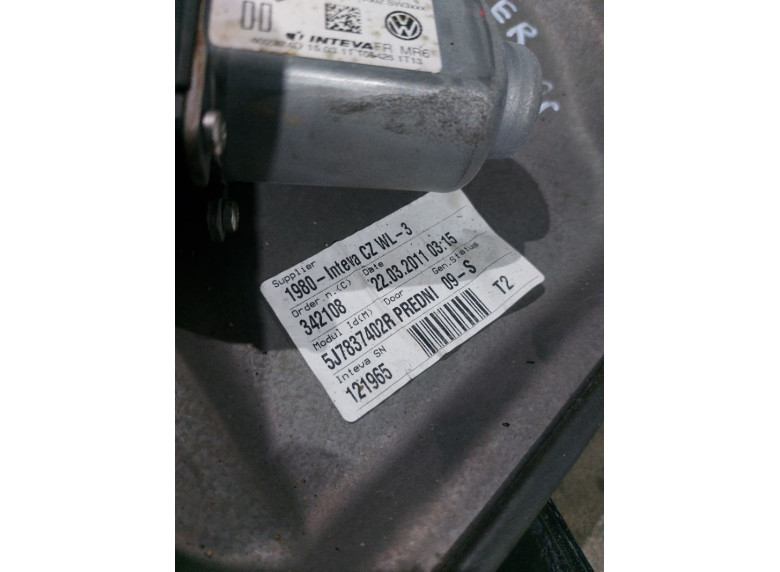 INTEVA FR MR6
Supplier
1980-Inteva CZ WL-3
Order.n.(C) Date
342108 22.03.2011 03:15
Modul Id(M) Door Gen.Status
5J7837402R PREDNI 09-S
Inteva SN
121965 T2